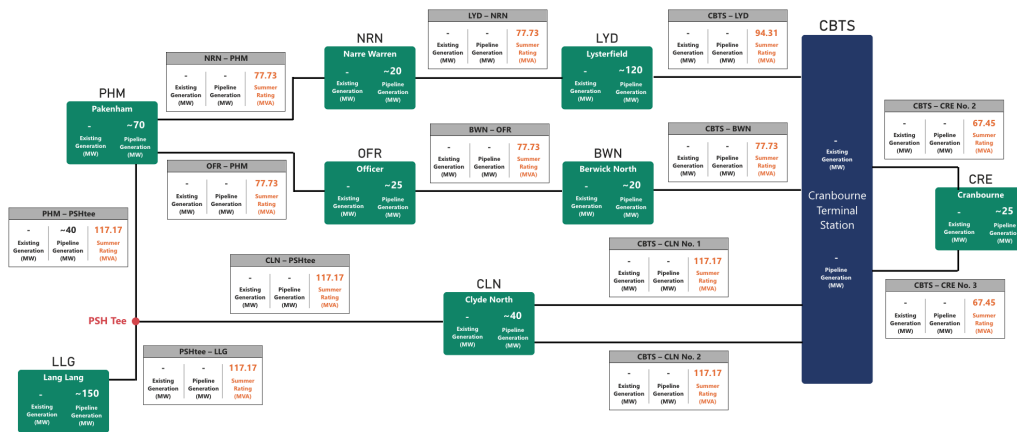 CBTS
LYD – NRN
- - 77.73
Existing Generation (MW) Pipeline Generation (MW) Summer Rating (MVA)
CBTS – LYD
- - 94.31
Existing Generation (MW) Pipeline Generation (MW) Summer Rating (MVA)
NRN
Narre Warren
- ~20
Existing Generation (MW) Pipeline Generation (MW)
LYD
Lysterfield
- ~120
Existing Generation (MW) Pipeline Generation (MW)
NRN – PHM
- - 77.73
Existing Generation (MW) Pipeline Generation (MW) Summer Rating (MVA)
PHM
Pakenham
- ~70
Existing Generation (MW) Pipeline Generation (MW)
CBTS – CRE No. 2
- - 67.45
Existing Generation (MW) Pipeline Generation (MW) Summer Rating (MVA)
BWN – OFR
- - 77.73
Existing Generation (MW) Pipeline Generation (MW) Summer Rating (MVA)
CBTS – BWN
- - 77.73
Existing Generation (MW) Pipeline Generation (MW) Summer Rating (MVA)
OFR – PHM
- - 77.73
Existing Generation (MW) Pipeline Generation (MW) Summer Rating (MVA)
OFR
Officer
- ~25
Existing Generation (MW) Pipeline Generation (MW)
BWN
Berwick North
- ~20
Existing Generation (MW) Pipeline Generation (MW)
-
Existing Generation (MW)
Cranbourne
Terminal
Station
-
Pipeline Generation (MW)
CRE
Cranbourne
- ~25
Existing Generation (MW) Pipeline Generation (MW)
PHM – PSHtee
- ~40 117.17
Existing Generation (MW) Pipeline Generation (MW) Summer Rating (MVA)
CLN – PSHtee
- - 117.17
Existing Generation (MW) Pipeline Generation (MW) Summer Rating (MVA)
CBTS – CLN No. 1
- - 117.17
Existing Generation (MW) Pipeline Generation (MW) Summer Rating (MVA)
CBTS – CRE No. 3
- - 67.45
Existing Generation (MW) Pipeline Generation (MW) Summer Rating (MVA)
CLN
Clyde North
- ~40
Existing Generation (MW) Pipeline Generation (MW)
PSH Tee
PSHtee – LLG
- - 117.17
Existing Generation (MW) Pipeline Generation (MW) Summer Rating (MVA)
CBTS – CLN No. 2
- - 117.17
Existing Generation (MW) Pipeline Generation (MW) Summer Rating (MVA)
LLG
Lang Lang
- ~150
Existing Generation (MW) Pipeline Generation (MW)